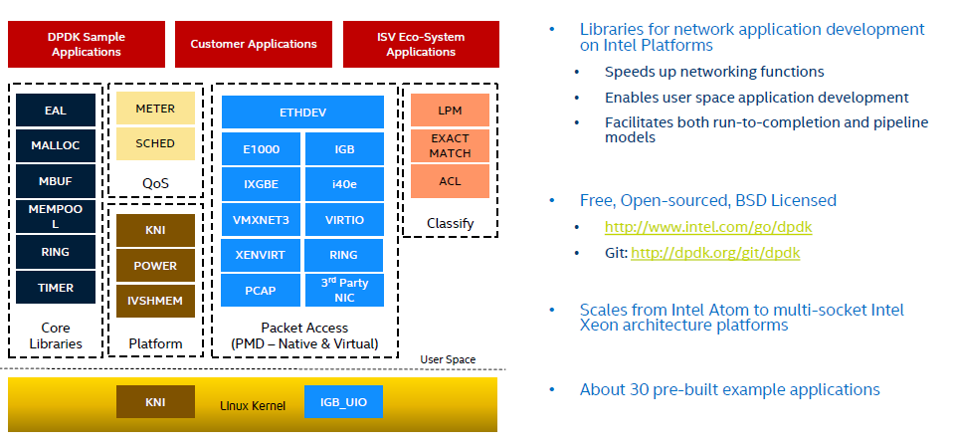 DPDK Sample
Applications
Customer Applications
ISV Eco-System
Applications
EAL
MALLOC
MBUF
MEMPOO
L
RING
TIMER
Core
Libraries
METER
SCHED
QoS
KNI
POWER
IVSHMEM
Platform
ETHDEV
E1000
IGB
IXGBE
i40e
VMXNET3
VIRTIO
XENVIRT
RING
PCAP
3rd Party
NIC
Packet Access
(PMD – Native & Virtual)
LPM
EXACT
MATCH
ACL
Classify
User Space
KNI
Linux Kernel
IGB_UIO
• Libraries for network application development
on Intel Platforms
• Speeds up networking functions
• Enables user space application development
• Facilitates both run-to-completion and pipeline
models
• Free, Open-sourced, BSD Licensed
• http://www.intel.com/go/dpdk
• Git: http://dpdk.org/git/dpdk
• Scales from Intel Atom to multi-socket Intel
Xeon architecture platforms
• About 30 pre-built example applications